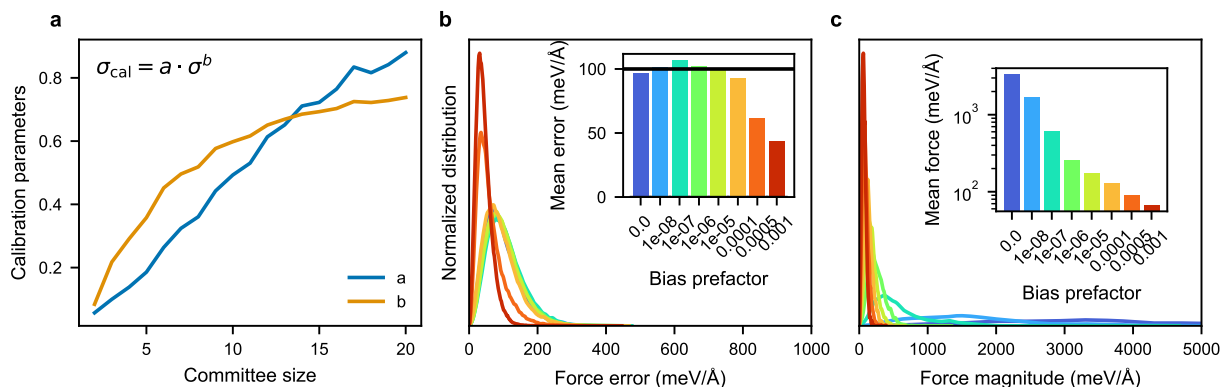 a
σcal = a · σ^b
Calibration parameters
0.8
0.6
0.4
0.2
5
10
15
20
Committee size
a
b
b
Normalized distribution
0
200
400
600
800
1000
Force error (meV/Å)
Mean error (meV/Å)
100
50
0
0.0
1e-08
1e-07
1e-06
1e-05
0.0001
0.0005
0.001
Bias prefactor
c
0
1000
2000
3000
4000
5000
Force magnitude (meV/Å)
Mean force (meV/Å)
10^3
10^2
0.0
1e-08
1e-07
1e-06
1e-05
0.0001
0.0005
0.001
Bias prefactor